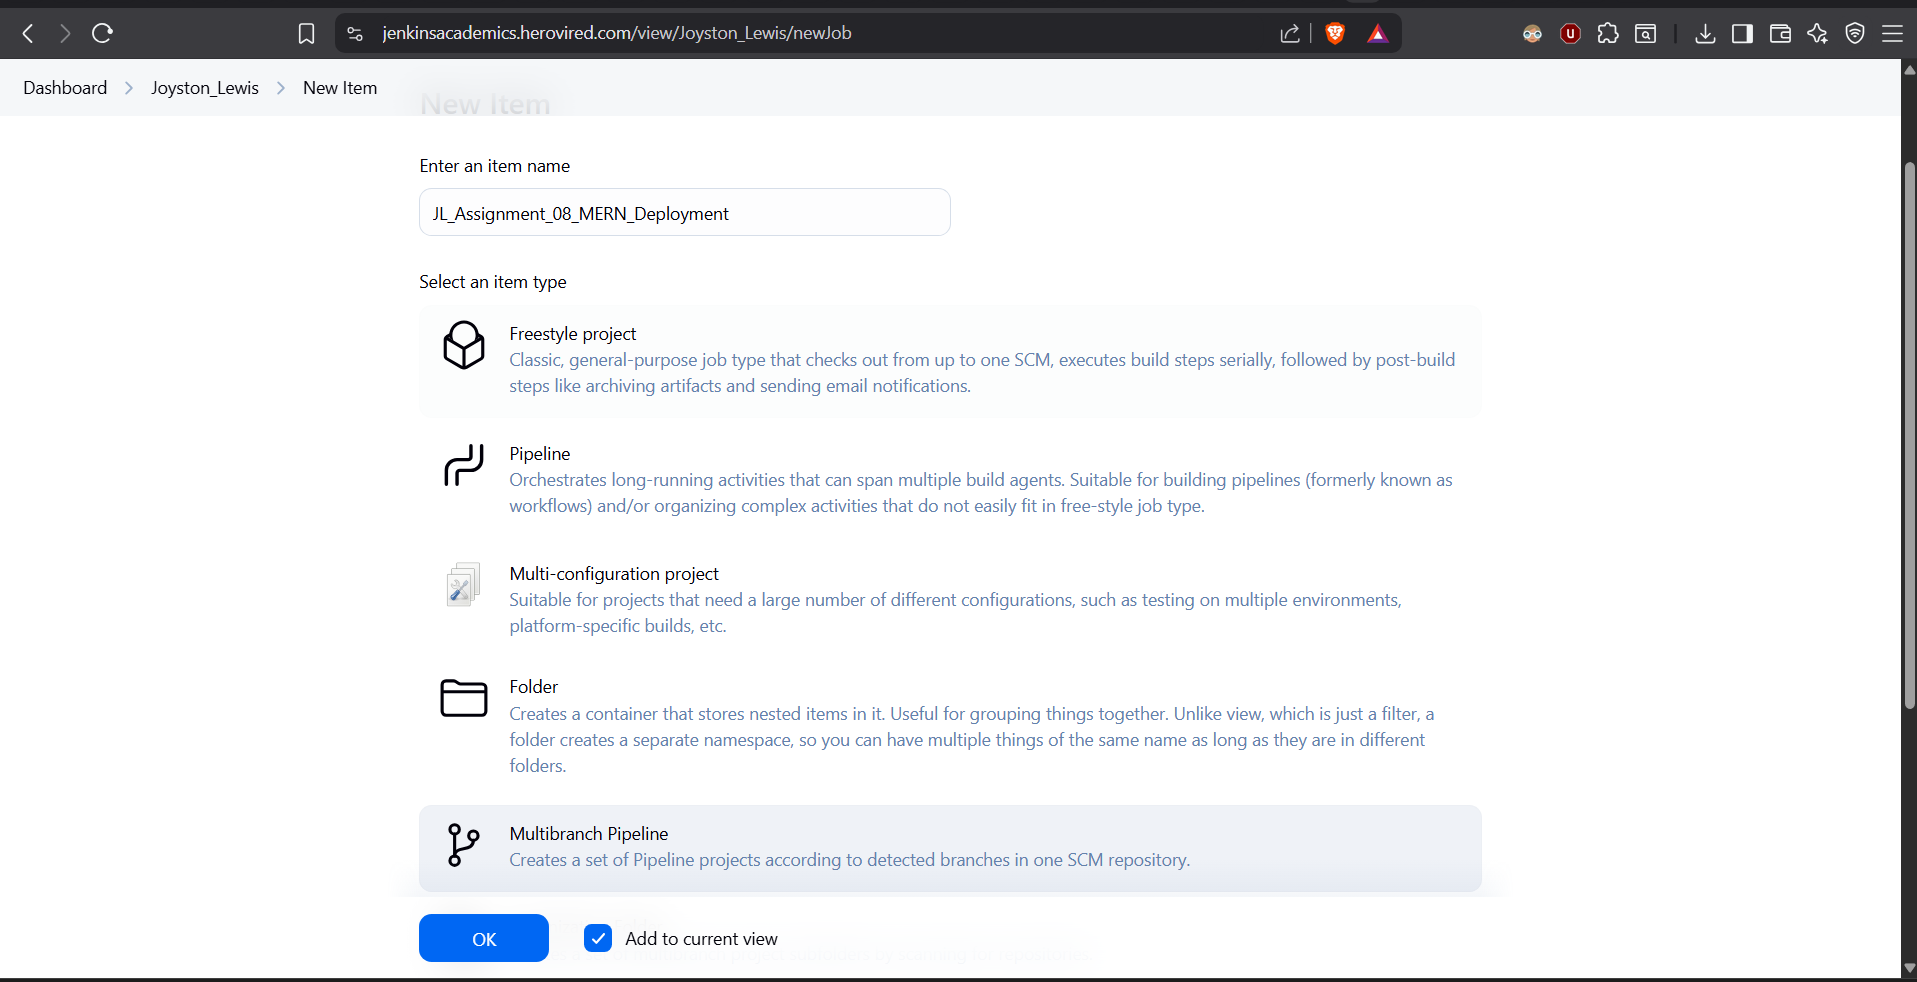 jenkinsacademics.herovired.com/view/Joyston_Lewis/newJob
Dashboard > Joyston_Lewis > New Item
New Item
Enter an item name
JL_Assignment_08_MERN_Deployment
Select an item type
Freestyle project
Classic, general-purpose job type that checks out from up to one SCM, executes build steps serially, followed by post-build
steps like archiving artifacts and sending email notifications.
Pipeline
Orchestrates long-running activities that can span multiple build agents. Suitable for building pipelines (formerly known as
workflows) and/or organizing complex activities that do not easily fit in free-style job type.
Multi-configuration project
Suitable for projects that need a large number of different configurations, such as testing on multiple environments,
platform-specific builds, etc.
Folder
Creates a container that stores nested items in it. Useful for grouping things together. Unlike view, which is just a filter, a
folder creates a separate namespace, so you can have multiple things of the same name as long as they are in different
folders.
Multibranch Pipeline
Creates a set of Pipeline projects according to detected branches in one SCM repository.
OK
Add to current view